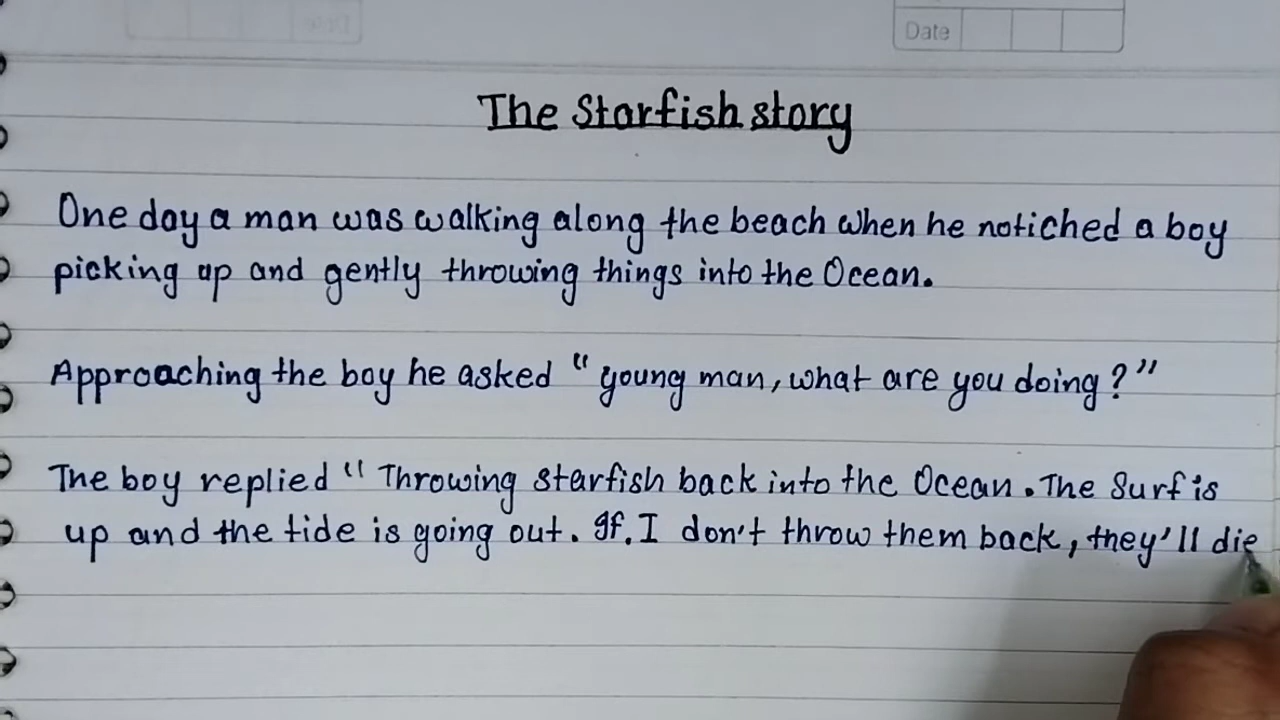 Date
The Starfish story
One day a man was walking along the beach when he notiched a boy
picking up and gently throwing things into the Ocean.
Approaching the boy he asked "young man, what are you doing?"
The boy replied "Throwing starfish back into the Ocean. The Surf is
up and the tide is going out. If. I don't throw them back, they'll die